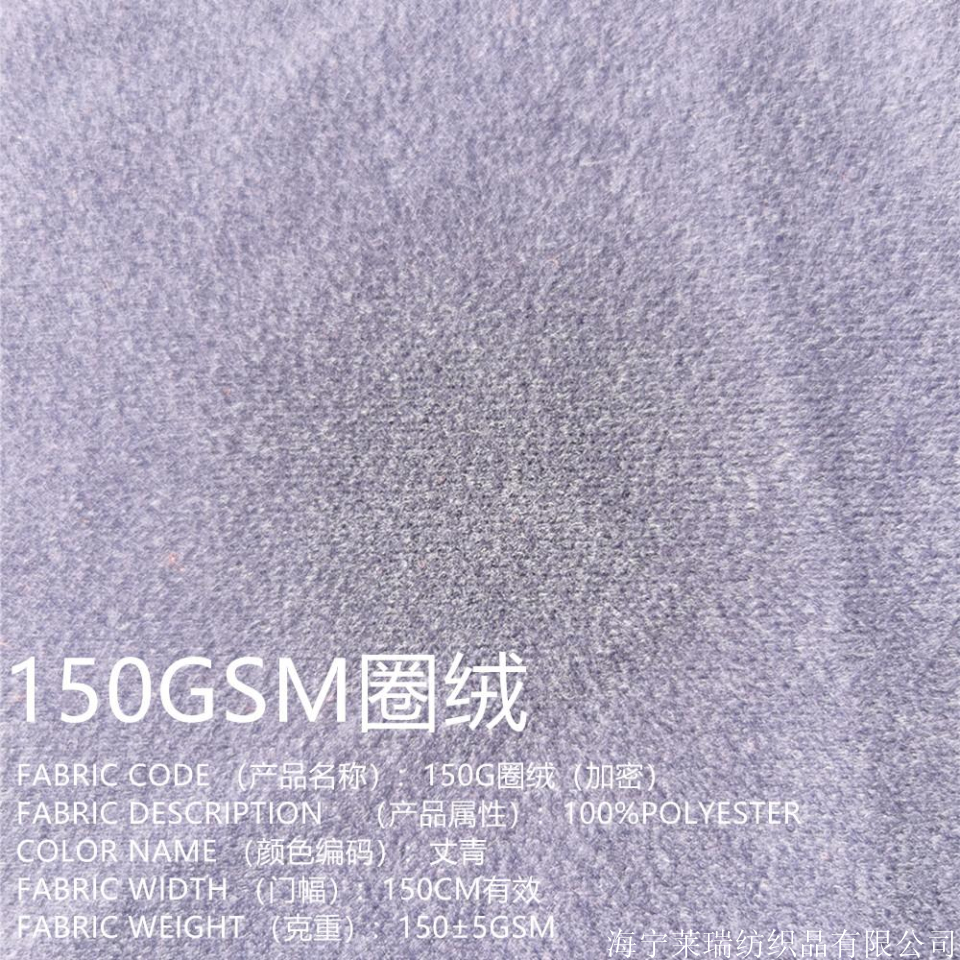 150GSM圈绒
FABRIC CODE （产品名称）：150G圈绒（加密）
FABRIC DESCRIPTION （产品属性）：100%POLYESTER
COLOR NAME （颜色编码）：丈青
FABRIC WIDTH （门幅）：150CM有效
FABRIC WEIGHT （克重）：150±5GSM
海宁莱瑞纺织品有限公司